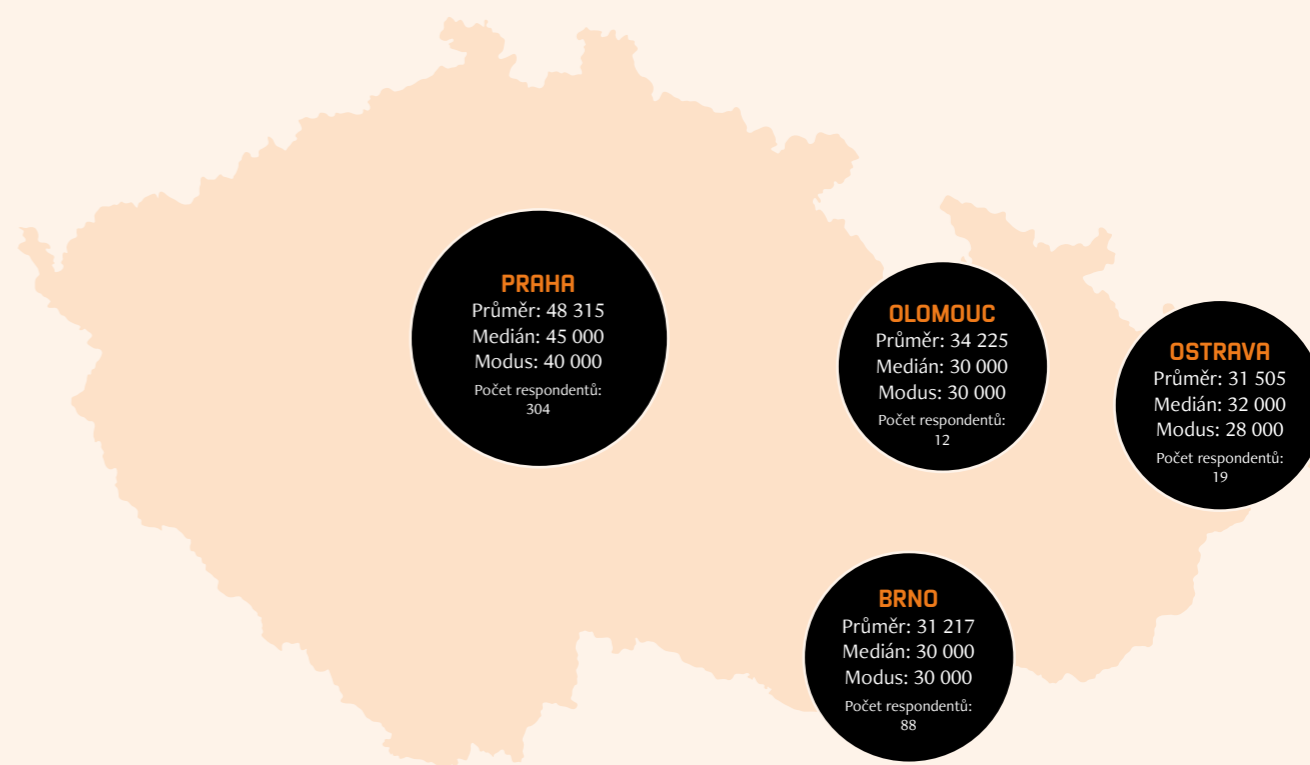 PRAHA
Průměr: 48 315
Medián: 45 000
Modus: 40 000
Počet respondentů:
304
OLOMOUC
Průměr: 34 225
Medián: 30 000
Modus: 30 000
Počet respondentů:
12
OSTRAVA
Průměr: 31 505
Medián: 32 000
Modus: 28 000
Počet respondentů:
19
BRNO
Průměr: 31 217
Medián: 30 000
Modus: 30 000
Počet respondentů:
88